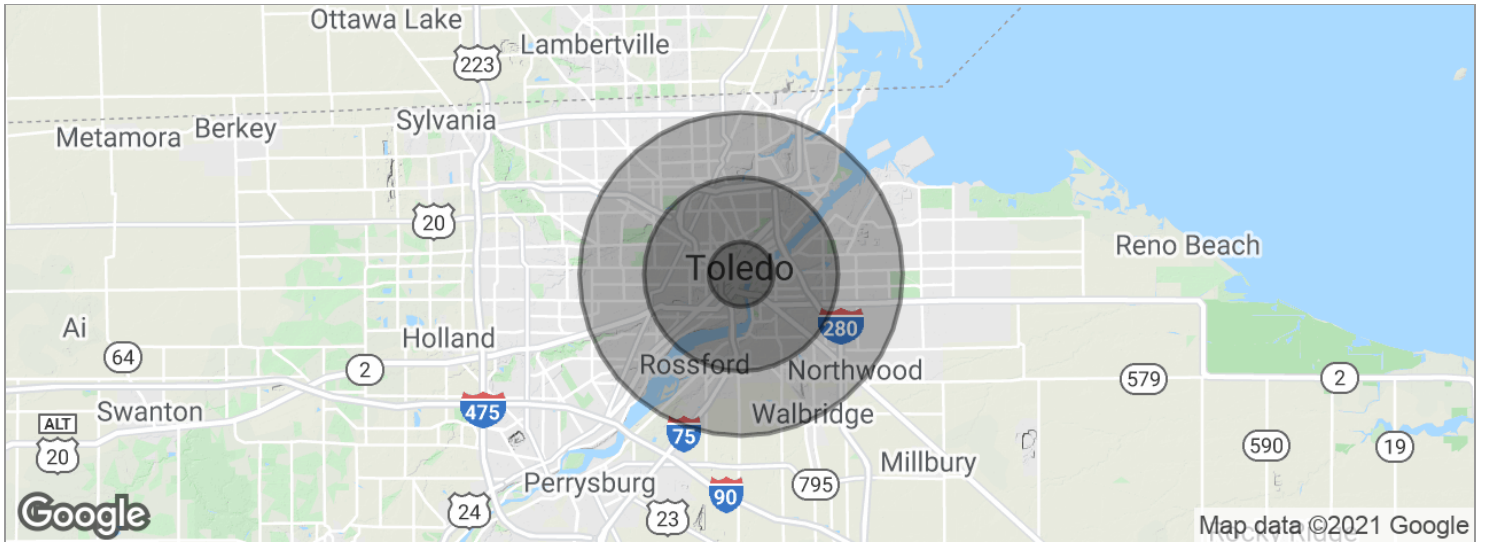 Ottawa Lake
Lambertville
223
Sylvania
Metamora
Berkey
20
Toledo
Reno Beach
Ai
64
Holland
2
280
Rossford
Northwood
579
2
475
Swanton
Walbridge
ALT
20
75
590
19
Millbury
Perrysburg
795
90
24
23
Google
Map data ©2021 Google
Rocky Ridge